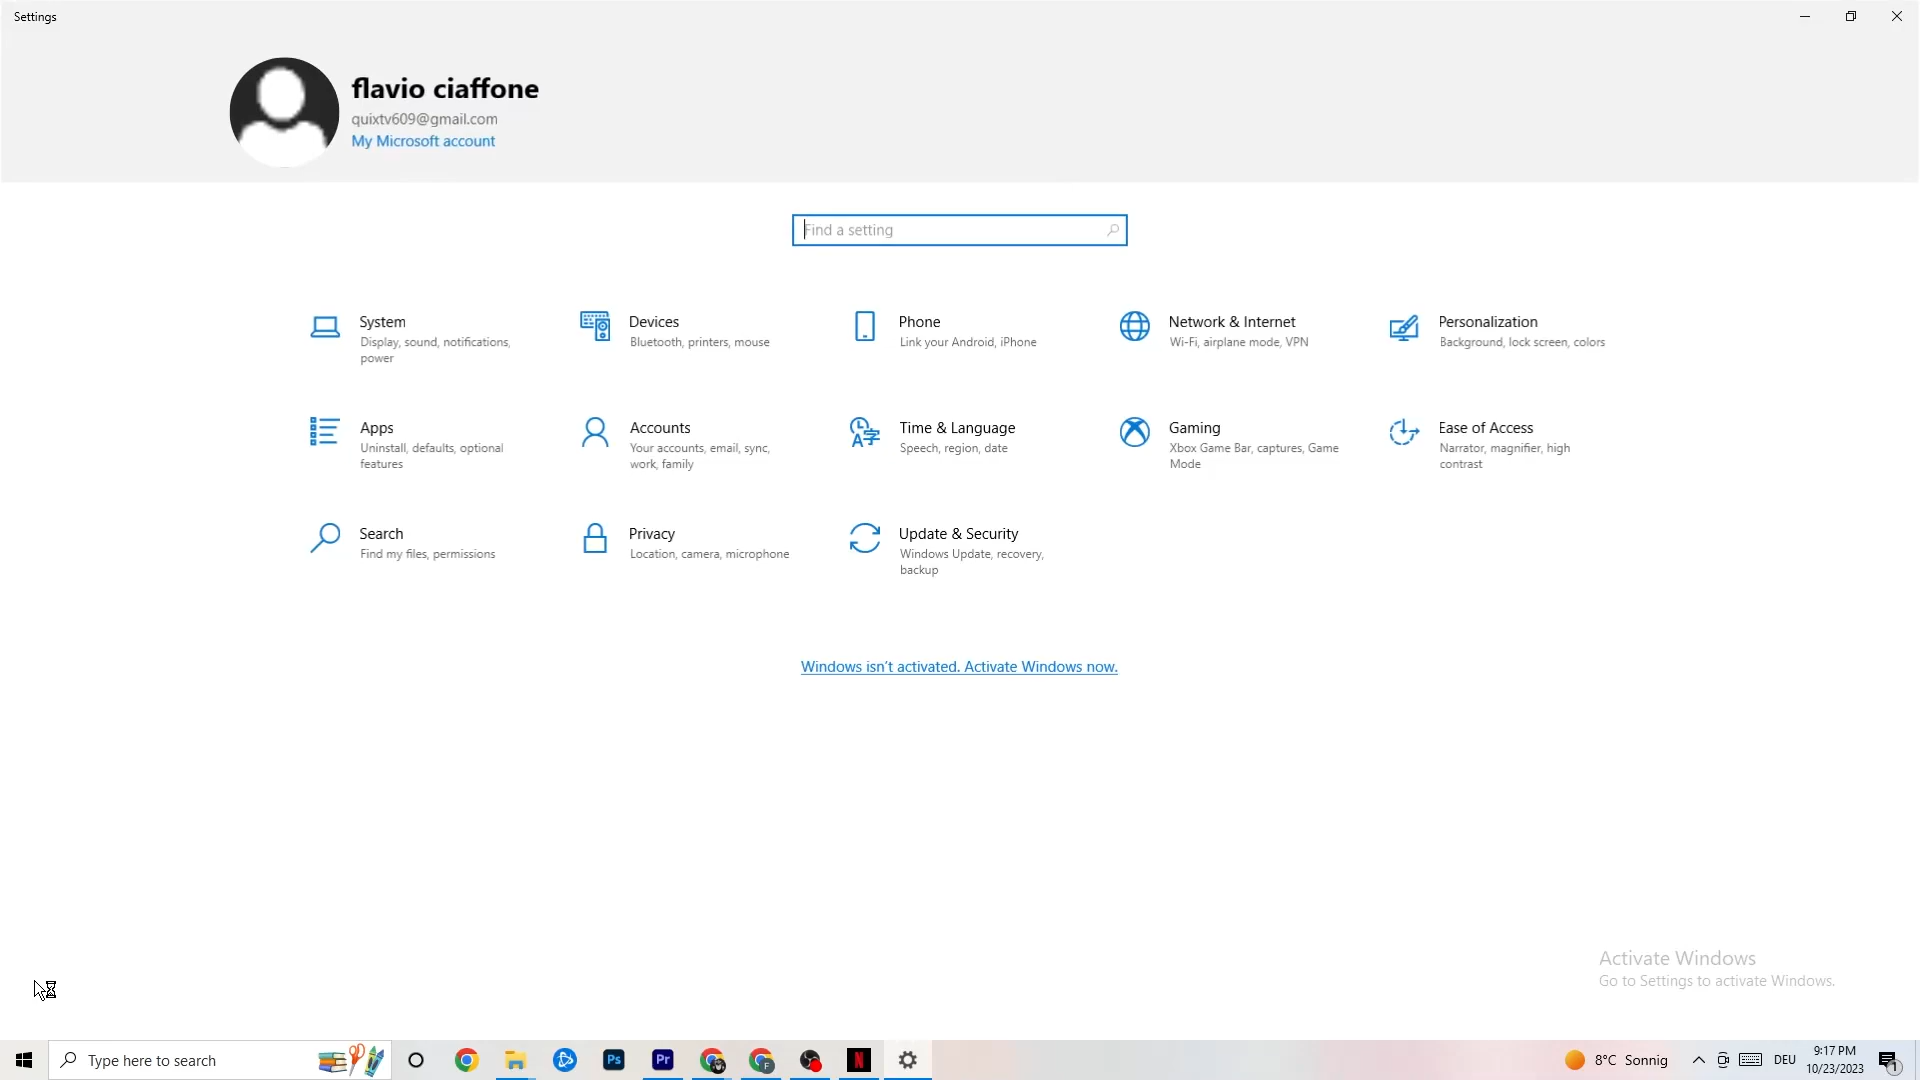 Settings
flavio ciaffone
quixtv609@gmail.com
My Microsoft account
Find a setting
System
Display, sound, notifications,
power
Devices
Bluetooth, printers, mouse
Phone
Link your Android, iPhone
Network & Internet
Wi-Fi, airplane mode, VPN
Personalization
Background, lock screen, colors
Apps
Uninstall, defaults, optional
features
Accounts
Your accounts, email, sync,
work, family
Time & Language
Speech, region, date
Gaming
Xbox Game Bar, captures, Game
Mode
Ease of Access
Narrator, magnifier, high
contrast
Search
Find my files, permissions
Privacy
Location, camera, microphone
Update & Security
Windows Update, recovery,
backup
Windows isn't activated. Activate Windows now.
Activate Windows
Go to Settings to activate Windows.
Type here to search
Ps
Pr
F
N
8°C Sonnig
DEU
9:17 PM
10/23/2023
1